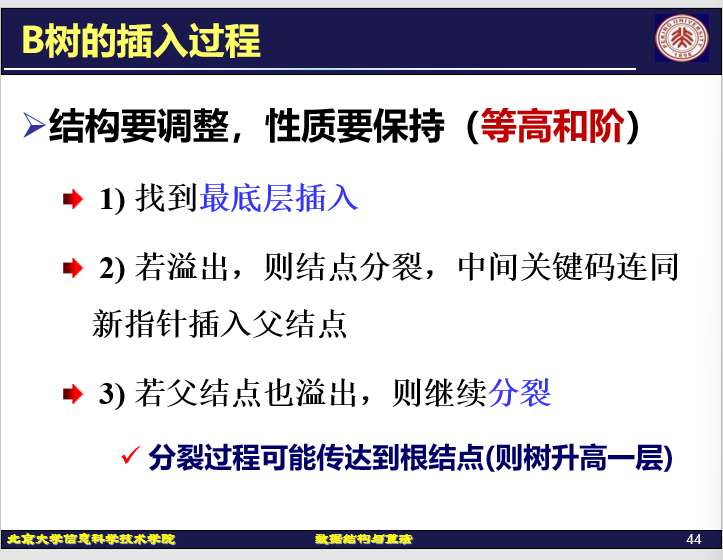 B树的插入过程
结构要调整，性质要保持（等高和阶）
1) 找到最底层插入
2) 若溢出，则结点分裂，中间关键码连同
新指针插入父结点
3) 若父结点也溢出，则继续分裂
分裂过程可能传达到根结点(则树升高一层)
北京大学信息科学技术学院 数据结构与算法 44